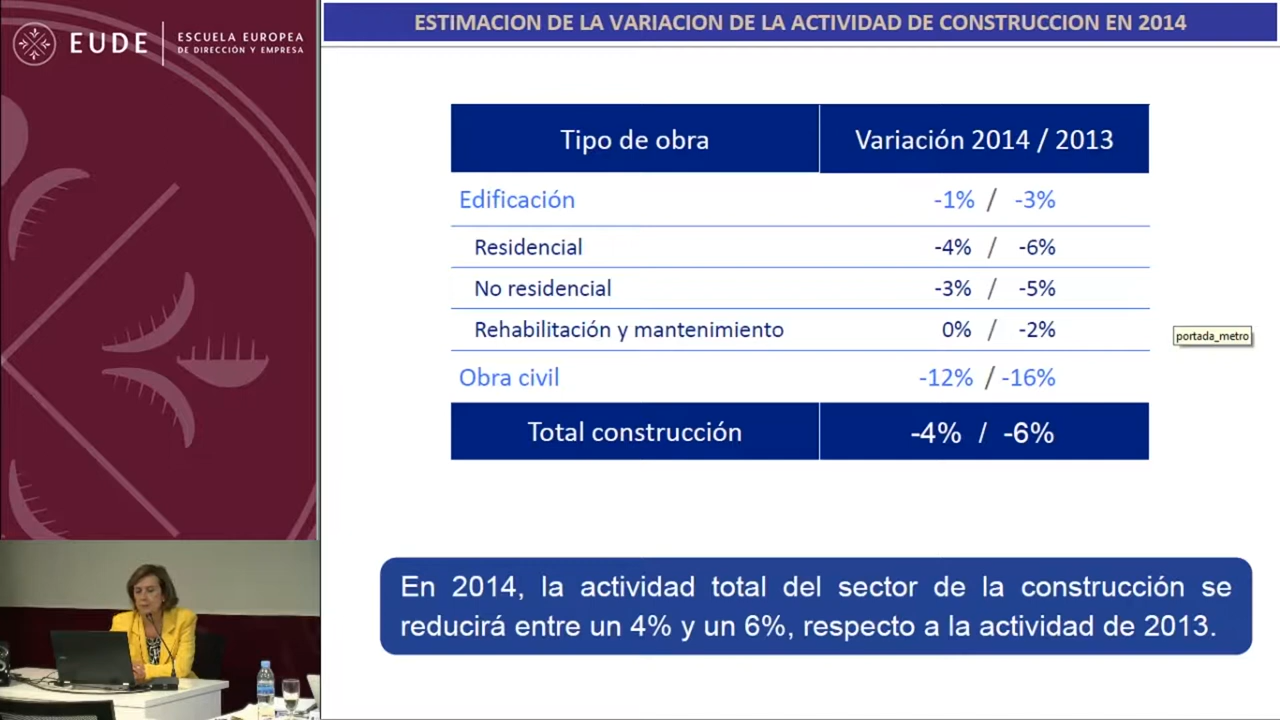 EUDE
ESCUELA EUROPEA
DE DIRECCIÓN Y EMPRESA
ESTIMACION DE LA VARIACION DE LA ACTIVIDAD DE CONSTRUCCION EN 2014
Tipo de obra Variación 2014 / 2013
Edificación -1% / -3%
Residencial -4% / -6%
No residencial -3% / -5%
Rehabilitación y mantenimiento 0% / -2%
portada_metro
Obra civil -12% / -16%
Total construcción -4% / -6%
En 2014, la actividad total del sector de la construcción se
reducirá entre un 4% y un 6%, respecto a la actividad de 2013.